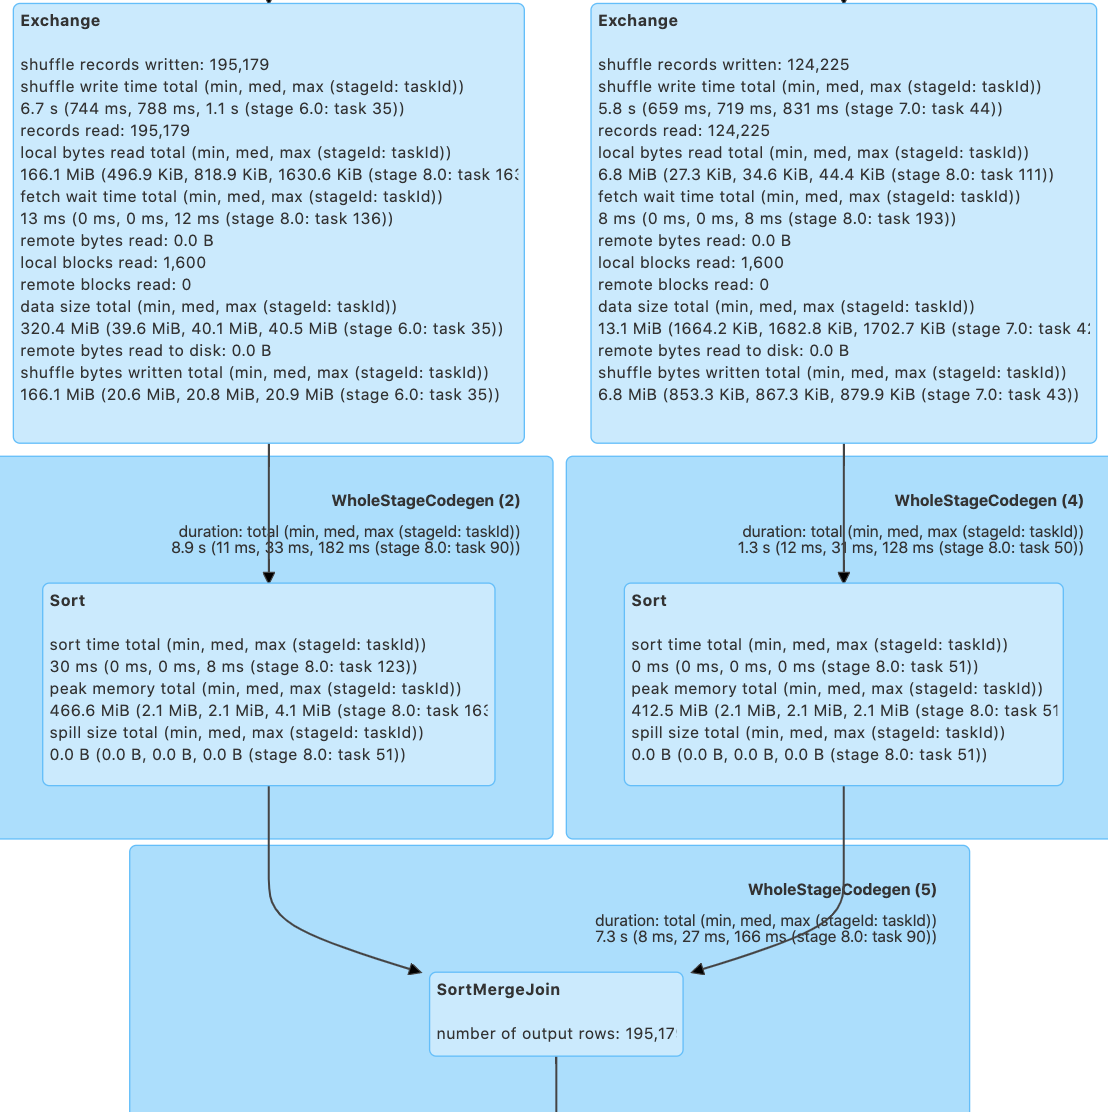 Exchange
shuffle records written: 195,179
shuffle write time total (min, med, max (stageId: taskId))
6.7 s (744 ms, 788 ms, 1.1 s (stage 6.0: task 35))
records read: 195,179
local bytes read total (min, med, max (stageId: taskId))
166.1 MiB (496.9 KiB, 818.9 KiB, 1630.6 KiB (stage 8.0: task 163
fetch wait time total (min, med, max (stageId: taskId))
13 ms (0 ms, 0 ms, 12 ms (stage 8.0: task 136))
remote bytes read: 0.0 B
local blocks read: 1,600
remote blocks read: 0
data size total (min, med, max (stageId: taskId))
320.4 MiB (39.6 MiB, 40.1 MiB, 40.5 MiB (stage 6.0: task 35))
remote bytes read to disk: 0.0 B
shuffle bytes written total (min, med, max (stageId: taskId))
166.1 MiB (20.6 MiB, 20.8 MiB, 20.9 MiB (stage 6.0: task 35))
Exchange
shuffle records written: 124,225
shuffle write time total (min, med, max (stageId: taskId))
5.8 s (659 ms, 719 ms, 831 ms (stage 7.0: task 44))
records read: 124,225
local bytes read total (min, med, max (stageId: taskId))
6.8 MiB (27.3 KiB, 34.6 KiB, 44.4 KiB (stage 8.0: task 111))
fetch wait time total (min, med, max (stageId: taskId))
8 ms (0 ms, 0 ms, 8 ms (stage 8.0: task 193))
remote bytes read: 0.0 B
local blocks read: 1,600
remote blocks read: 0
data size total (min, med, max (stageId: taskId))
13.1 MiB (1664.2 KiB, 1682.8 KiB, 1702.7 KiB (stage 7.0: task 42
remote bytes read to disk: 0.0 B
shuffle bytes written total (min, med, max (stageId: taskId))
6.8 MiB (853.3 KiB, 867.3 KiB, 879.9 KiB (stage 7.0: task 43))
WholeStageCodegen (2)
duration: total (min, med, max (stageId: taskId))
8.9 s (11 ms, 33 ms, 182 ms (stage 8.0: task 90))
Sort
sort time total (min, med, max (stageId: taskId))
30 ms (0 ms, 0 ms, 8 ms (stage 8.0: task 123))
peak memory total (min, med, max (stageId: taskId))
466.6 MiB (2.1 MiB, 2.1 MiB, 4.1 MiB (stage 8.0: task 163
spill size total (min, med, max (stageId: taskId))
0.0 B (0.0 B, 0.0 B, 0.0 B (stage 8.0: task 51))
WholeStageCodegen (4)
duration: total (min, med, max (stageId: taskId))
1.3 s (12 ms, 31 ms, 128 ms (stage 8.0: task 50))
Sort
sort time total (min, med, max (stageId: taskId))
0 ms (0 ms, 0 ms, 0 ms (stage 8.0: task 51))
peak memory total (min, med, max (stageId: taskId))
412.5 MiB (2.1 MiB, 2.1 MiB, 2.1 MiB (stage 8.0: task 51
spill size total (min, med, max (stageId: taskId))
0.0 B (0.0 B, 0.0 B, 0.0 B (stage 8.0: task 51))
WholeStageCodegen (5)
duration: total (min, med, max (stageId: taskId))
7.3 s (8 ms, 27 ms, 166 ms (stage 8.0: task 90))
SortMergeJoin
number of output rows: 195,17